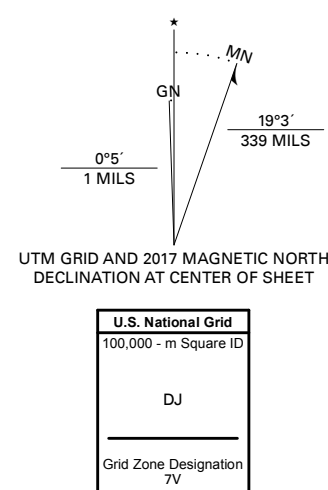 ★
MN
GN
19°3´
339 MILS
0°5´
1 MILS
UTM GRID AND 2017 MAGNETIC NORTH
DECLINATION AT CENTER OF SHEET
U.S. National Grid
100,000 - m Square ID
DJ
Grid Zone Designation
7V